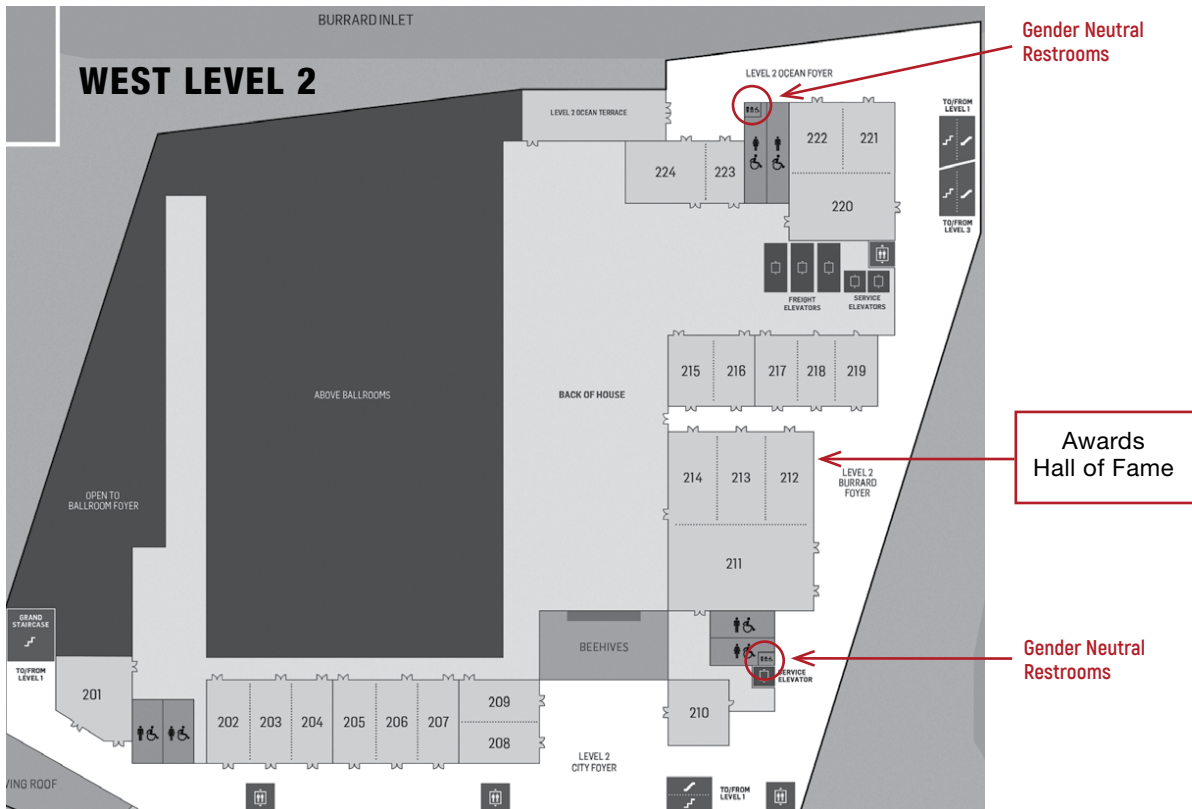 BURRARD INLET
WEST LEVEL 2
Gender Neutral
Restrooms
LEVEL 2 OCEAN FOYER
LEVEL 2 OCEAN TERRACE
TO/FROM
LEVEL 1
222
221
224
223
220
TO/FROM
LEVEL 3
FREIGHT
ELEVATORS
SERVICE
ELEVATORS
215
216
217
218
219
ABOVE BALLROOMS
BACK OF HOUSE
Awards
Hall of Fame
214
213
212
LEVEL 2
BURRARD
FOYER
OPEN TO
BALLROOM FOYER
211
GRAND
STAIRCASE
TO/FROM
LEVEL 1
BEEHIVES
Gender Neutral
Restrooms
SERVICE
ELEVATOR
201
202
203
204
205
206
207
209
208
210
LEVEL 2
CITY FOYER
VING ROOF
TO/FROM
LEVEL 1